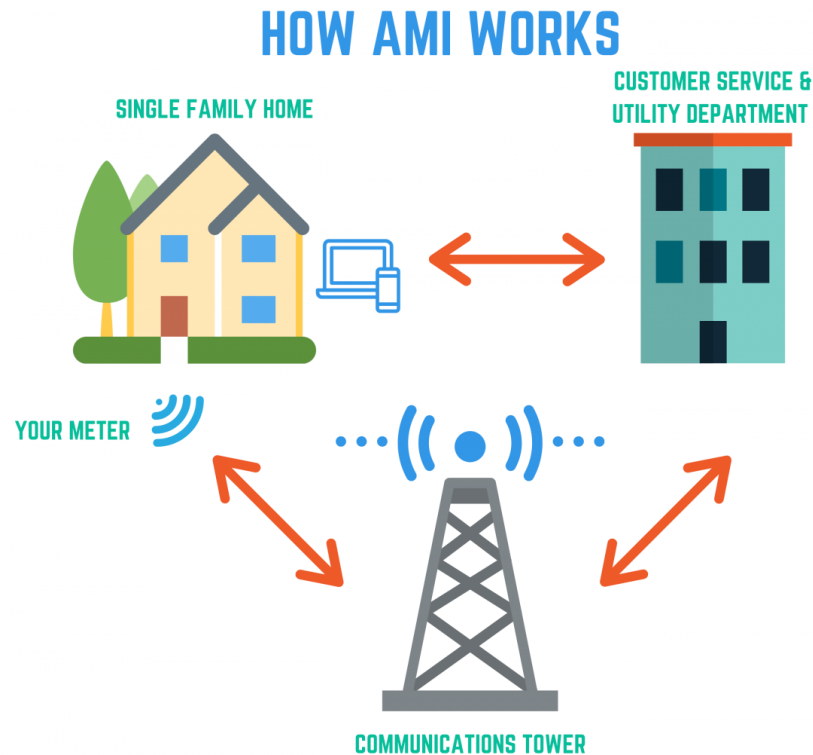 HOW AMI WORKS
SINGLE FAMILY HOME
CUSTOMER SERVICE &
UTILITY DEPARTMENT
YOUR METER
COMMUNICATIONS TOWER